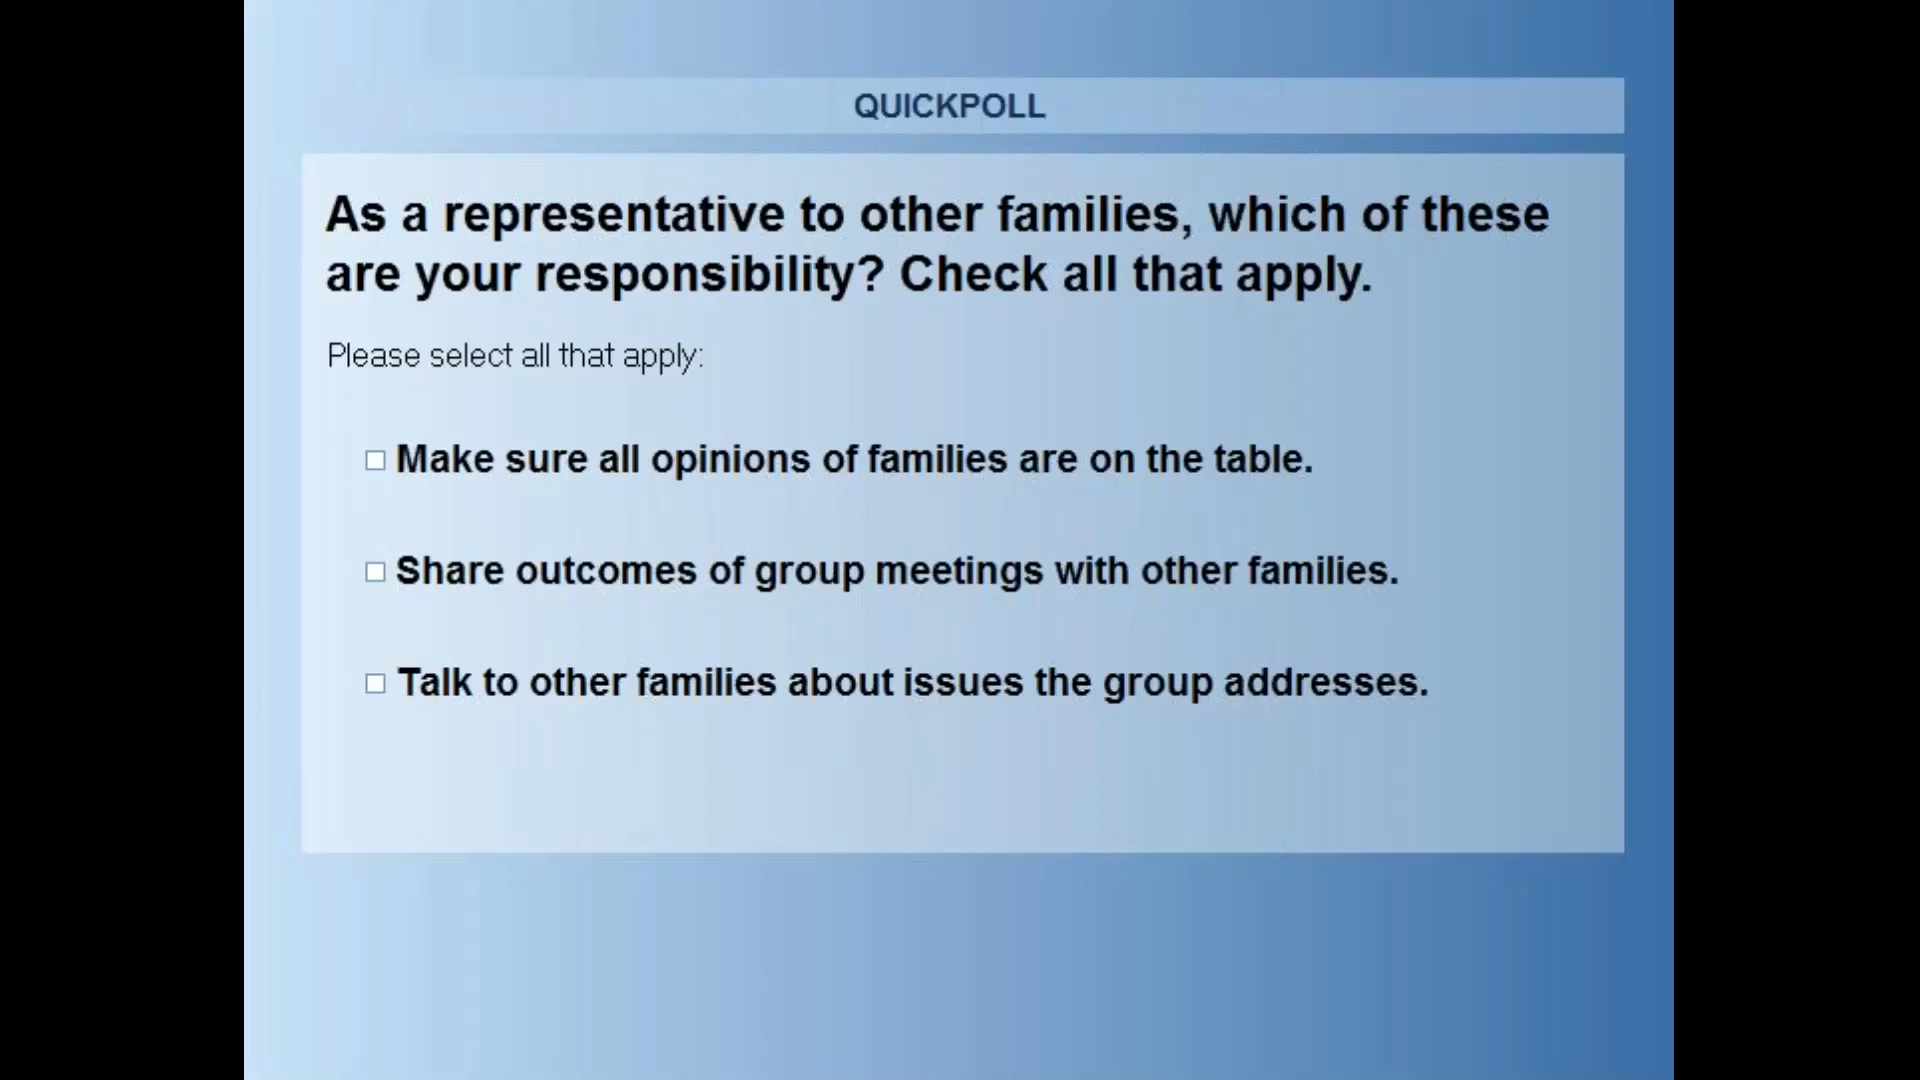 QUICKPOLL
As a representative to other families, which of these
are your responsibility? Check all that apply.
Please select all that apply:
Make sure all opinions of families are on the table.
Share outcomes of group meetings with other families.
Talk to other families about issues the group addresses.